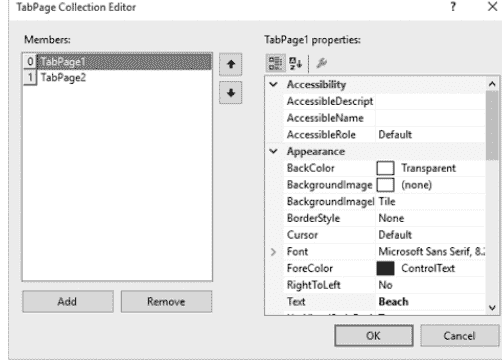 TabPage Collection Editor ? ×
Members:
0 TabPage1
1 TabPage2
Add Remove
TabPage1 properties:
Accessibility
AccessibleDescript
AccessibleName
AccessibleRole Default
Appearance
BackColor Transparent
BackgroundImage (none)
BackgroundImagel Tile
BorderStyle None
Cursor Default
Font Microsoft Sans Serif, 8.2
ForeColor ControlText
RightToLeft No
Text Beach
OK Cancel